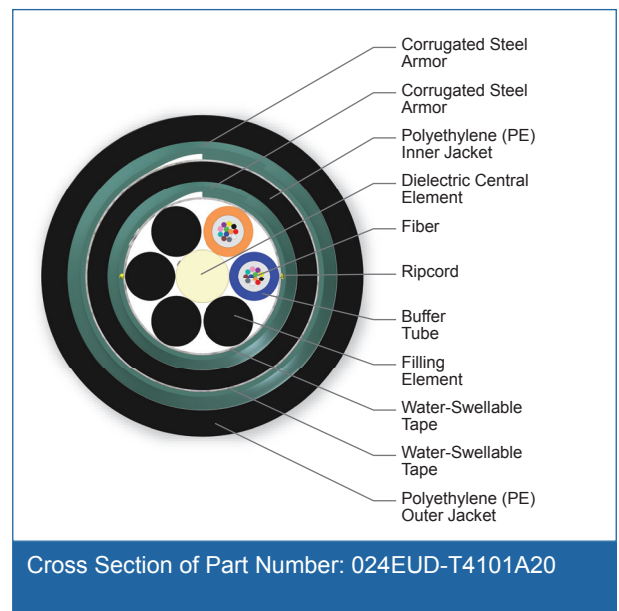 Corrugated Steel
Armor
Corrugated Steel
Armor
Polyethylene (PE)
Inner Jacket
Dielectric Central
Element
Fiber
Ripcord
Buffer
Tube
Filling
Element
Water-Swellable
Tape
Water-Swellable
Tape
Polyethylene (PE)
Outer Jacket
Cross Section of Part Number: 024EUD-T4101A20